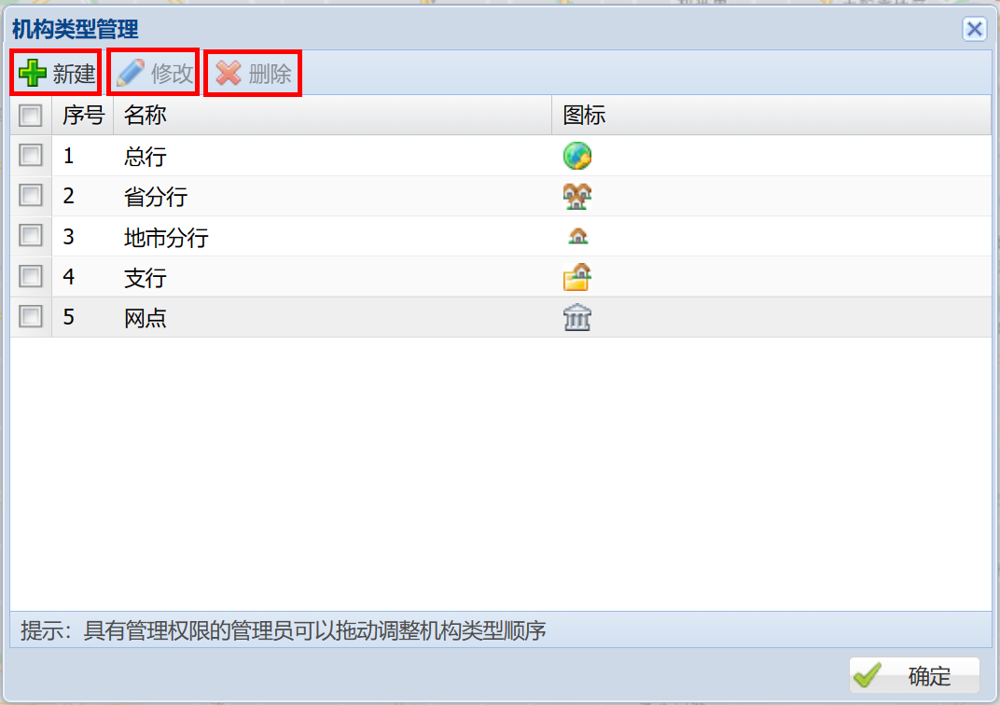 机构类型管理
新建 修改 删除
序号 名称 图标
1 总行
2 省分行
3 地市分行
4 支行
5 网点
提示：具有管理权限的管理员可以拖动调整机构类型顺序
确定